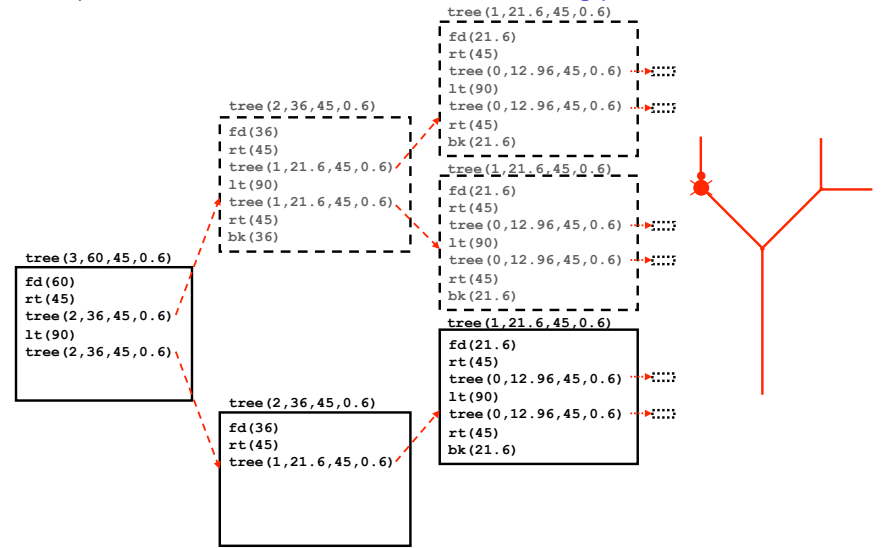 tree(3,60,45,0.6)
fd(60)
rt(45)
tree(2,36,45,0.6)
lt(90)
tree(2,36,45,0.6)
tree(2,36,45,0.6)
fd(36)
rt(45)
tree(1,21.6,45,0.6)
lt(90)
tree(1,21.6,45,0.6)
rt(45)
bk(36)
tree(2,36,45,0.6)
fd(36)
rt(45)
tree(1,21.6,45,0.6)
tree(1,21.6,45,0.6)
fd(21.6)
rt(45)
tree(0,12.96,45,0.6)
lt(90)
tree(0,12.96,45,0.6)
rt(45)
bk(21.6)
tree(1,21.6,45,0.6)
fd(21.6)
rt(45)
tree(0,12.96,45,0.6)
lt(90)
tree(0,12.96,45,0.6)
rt(45)
bk(21.6)
tree(1,21.6,45,0.6)
fd(21.6)
rt(45)
tree(0,12.96,45,0.6)
lt(90)
tree(0,12.96,45,0.6)
rt(45)
bk(21.6)